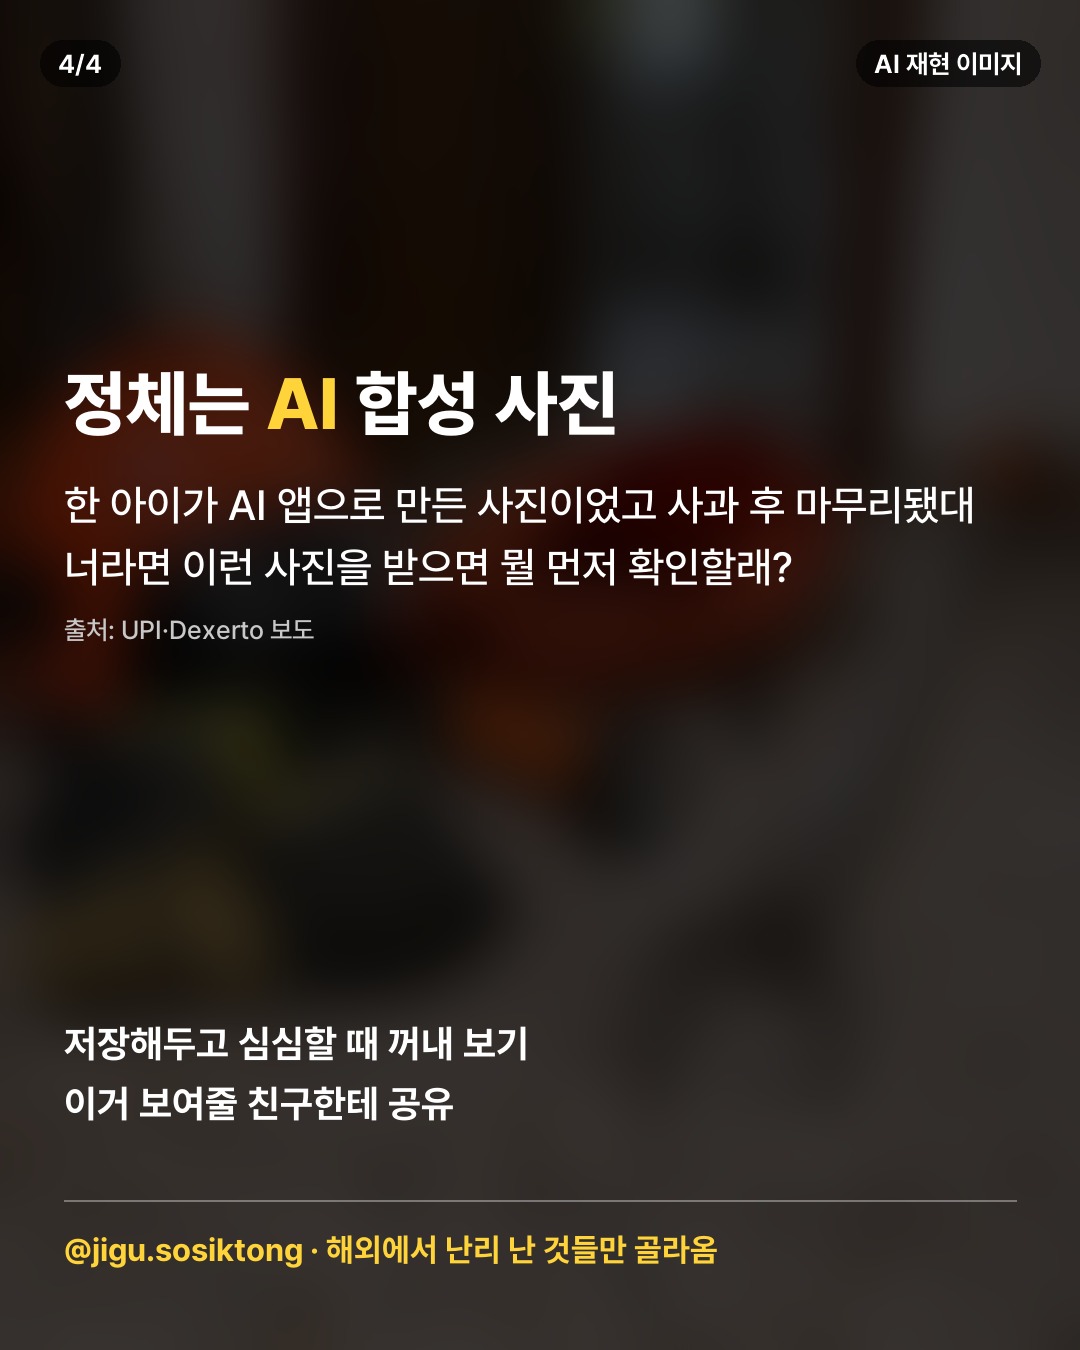 4/4
AI 재현 이미지
정체는 AI 합성 사진
한 아이가 AI 앱으로 만든 사진이었고 사과 후 마무리됐대
너라면 이런 사진을 받으면 뭘 먼저 확인할래?
출처: UPI·Dexerto 보도
저장해두고 심심할 때 꺼내 보기
이거 보여줄 친구한테 공유
@jigu.sosiktong · 해외에서 난리 난 것들만 골라옴